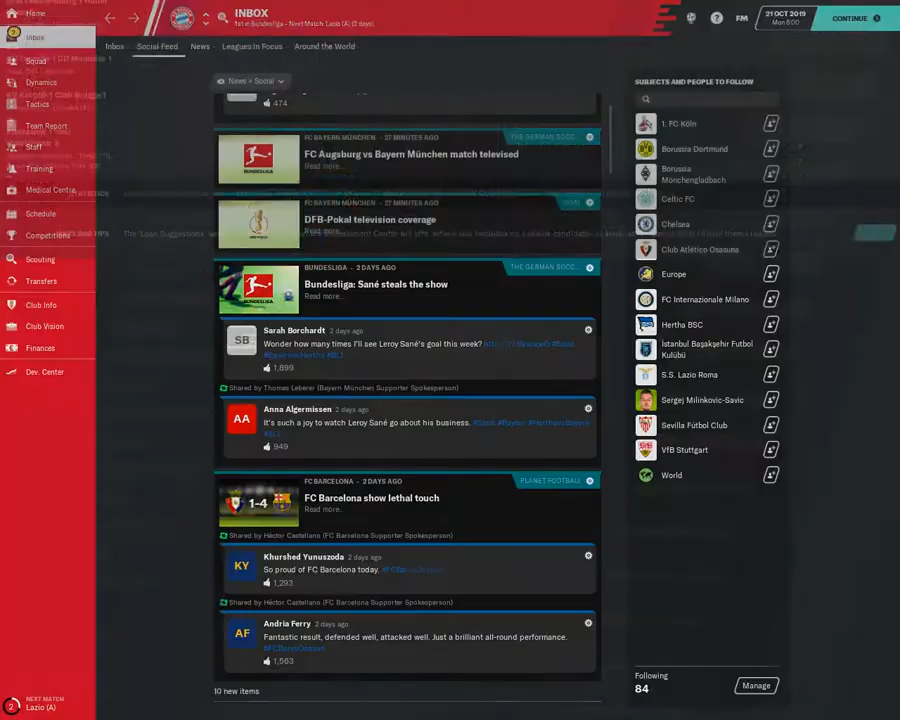 Home
INBOX
1st in Bundesliga - Next Match: Lazio (A) (2 days)
FM
21 OCT 2019
Mon 8:00
CONTINUE
Inbox
Squad
Dynamics
Tactics
Team Report
Staff
Training
Medical Centre
Schedule
Competitions
Scouting
Transfers
Club Info
Club Vision
Finances
Dev. Center
2
NEXT MATCH
Lazio (A)
Inbox
Social Feed
News
Leagues in Focus
Around the World
News + Social
474
FC BAYERN MÜNCHEN - 27 MINUTES AGO
THE GERMAN SOCC...
FC Augsburg vs Bayern München match televised
Read more...
FC BAYERN MÜNCHEN - 27 MINUTES AGO
DFB-Pokal television coverage
Read more...
BUNDESLIGA - 2 DAYS AGO
THE GERMAN SOCC...
Bundesliga: Sané steals the show
Read more...
SB
Sarah Borchardt 2 days ago
Wonder how many times I'll see Leroy Sané's goal this week?
1,899
Shared by Thomas Leberer (Bayern München Supporter Spokesperson)
AA
Anna Algermissen 2 days ago
It's such a joy to watch Leroy Sané go about his business.
949
FC BARCELONA - 2 DAYS AGO
PLANET FOOTBALL
1-4
FC Barcelona show lethal touch
Read more...
Shared by Héctor Castellano (FC Barcelona Supporter Spokesperson)
KY
Khurshed Yunuszoda 2 days ago
So proud of FC Barcelona today.
1,293
Shared by Héctor Castellano (FC Barcelona Supporter Spokesperson)
AF
Andria Ferry 2 days ago
Fantastic result, defended well, attacked well. Just a brilliant all-round performance.
1,563
10 new items
SUBJECTS AND PEOPLE TO FOLLOW
1. FC Köln
Borussia Dortmund
Borussia
Mönchengladbach
Celtic FC
Chelsea
Club Atlético Osasuna
Europe
FC Internazionale Milano
Hertha BSC
İstanbul Başakşehir Futbol
Kulübü
S.S. Lazio Roma
Sergej Milinkovic-Savic
Sevilla Fútbol Club
VfB Stuttgart
World
Following
84
Manage